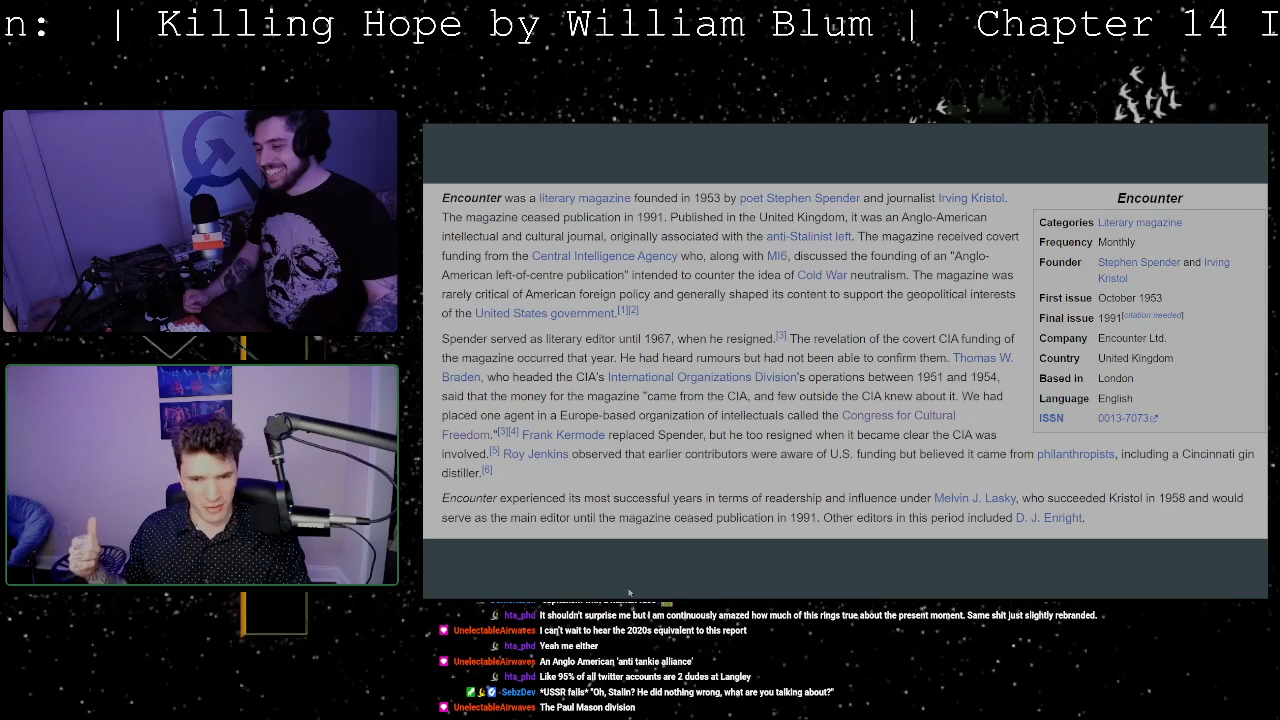 n:   | Killing Hope by William Blum |   Chapter 14 I
Encounter was a literary magazine founded in 1953 by poet Stephen Spender and journalist Irving Kristol.
The magazine ceased publication in 1991. Published in the United Kingdom, it was an Anglo-American
intellectual and cultural journal, originally associated with the anti-Stalinist left. The magazine received covert
funding from the Central Intelligence Agency who, along with MI6, discussed the founding of an "Anglo-
American left-of-centre publication" intended to counter the idea of Cold War neutralism. The magazine was
rarely critical of American foreign policy and generally shaped its content to support the geopolitical interests
of the United States government.[1][2]
Spender served as literary editor until 1967, when he resigned.[3] The revelation of the covert CIA funding of
the magazine occurred that year. He had heard rumours but had not been able to confirm them. Thomas W.
Braden, who headed the CIA's International Organizations Division's operations between 1951 and 1954,
said that the money for the magazine "came from the CIA, and few outside the CIA knew about it. We had
placed one agent in a Europe-based organization of intellectuals called the Congress for Cultural
Freedom."[3][4] Frank Kermode replaced Spender, but he too resigned when it became clear the CIA was
involved.[5] Roy Jenkins observed that earlier contributors were aware of U.S. funding but believed it came from philanthropists, including a Cincinnati gin
distiller.[6]
Encounter experienced its most successful years in terms of readership and influence under Melvin J. Lasky, who succeeded Kristol in 1958 and would
serve as the main editor until the magazine ceased publication in 1991. Other editors in this period included D. J. Enright.
Encounter
Categories Literary magazine
Frequency Monthly
Founder Stephen Spender and Irving
Kristol
First issue October 1953
Final issue 1991[citation needed]
Company Encounter Ltd.
Country United Kingdom
Based in London
Language English
ISSN 0013-7073
hta_phd It shouldn't surprise me but I am continuously amazed how much of this rings true about the present moment. Same shit just slightly rebranded.
UnelectableAirwaves I can't wait to hear the 2020s equivalent to this report
hta_phd Yeah me either
UnelectableAirwaves An Anglo American 'anti tankie alliance'
hta_phd Like 95% of all twitter accounts are 2 dudes at Langley
-SebzDev *USSR falls* "Oh, Stalin? He did nothing wrong, what are you talking about?"
UnelectableAirwaves The Paul Mason division